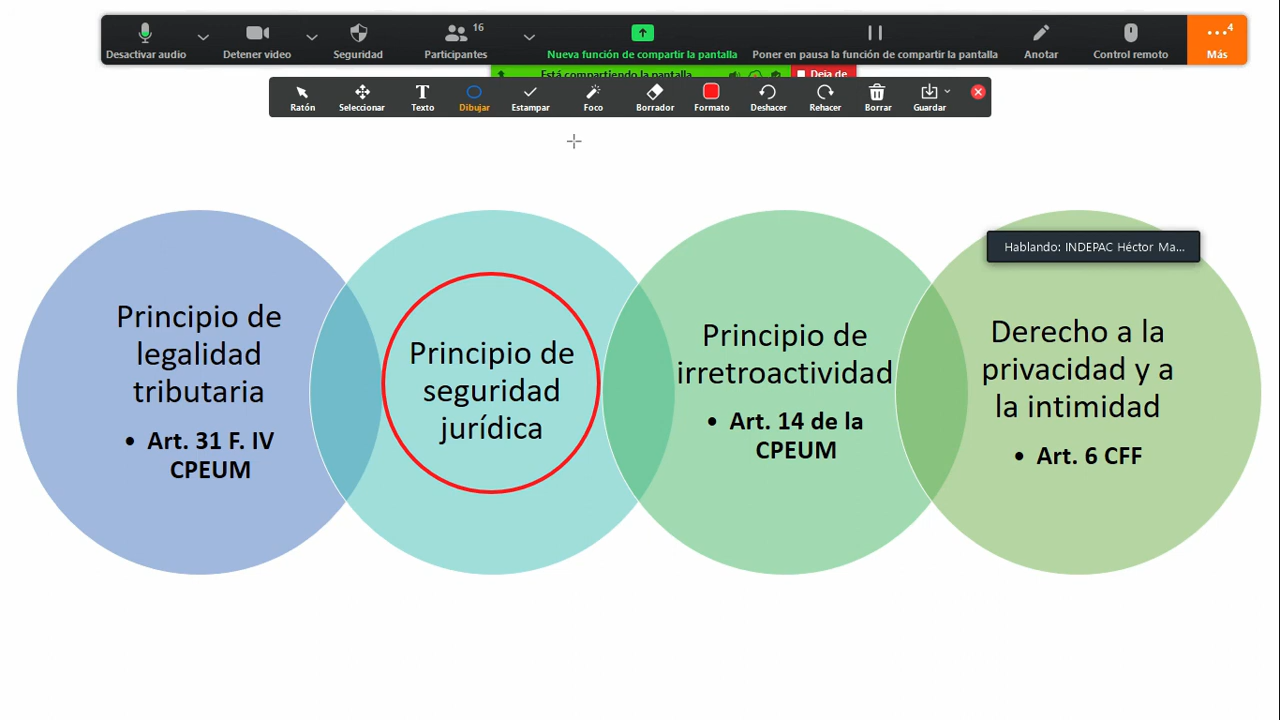 Desactivar audio
Detener video
Seguridad
Participantes
16
Nueva función de compartir la pantalla
Poner en pausa la función de compartir la pantalla
Anotar
Control remoto
4
Más
Está compartiendo la pantalla
Deja de
Ratón
Seleccionar
Texto
Dibujar
Estampar
Foco
Borrador
Formato
Deshacer
Rehacer
Borrar
Guardar
Hablando: INDEPAC Héctor Ma...
Principio de
legalidad
tributaria
• Art. 31 F. IV
CPEUM
Principio de
seguridad
jurídica
Principio de
irretroactividad
• Art. 14 de la
CPEUM
Derecho a la
privacidad y a
la intimidad
• Art. 6 CFF